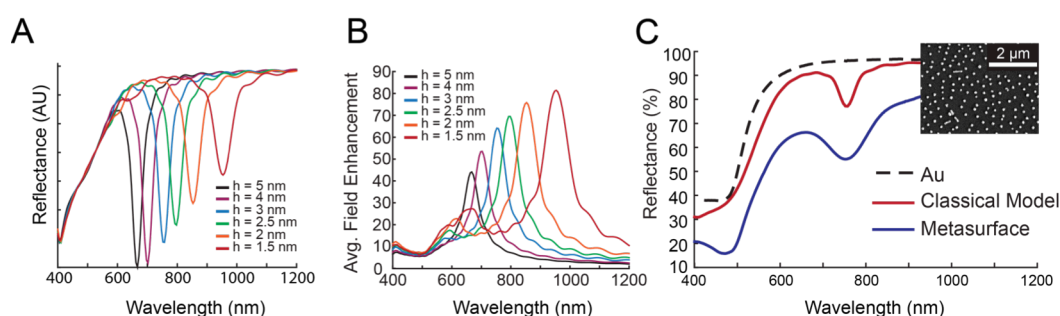 A
Reflectance (AU)
h = 5 nm
h = 4 nm
h = 3 nm
h = 2.5 nm
h = 2 nm
h = 1.5 nm
400 600 800 1000 1200
Wavelength (nm)
B
Avg. Field Enhancement
90
80
70
60
50
40
30
20
10
0
h = 5 nm
h = 4 nm
h = 3 nm
h = 2.5 nm
h = 2 nm
h = 1.5 nm
400 600 800 1000 1200
Wavelength (nm)
C
Reflectance (%)
100
90
80
70
60
50
40
30
20
10
2 μm
Au
Classical Model
Metasurface
400 600 800 1000 1200
Wavelength (nm)